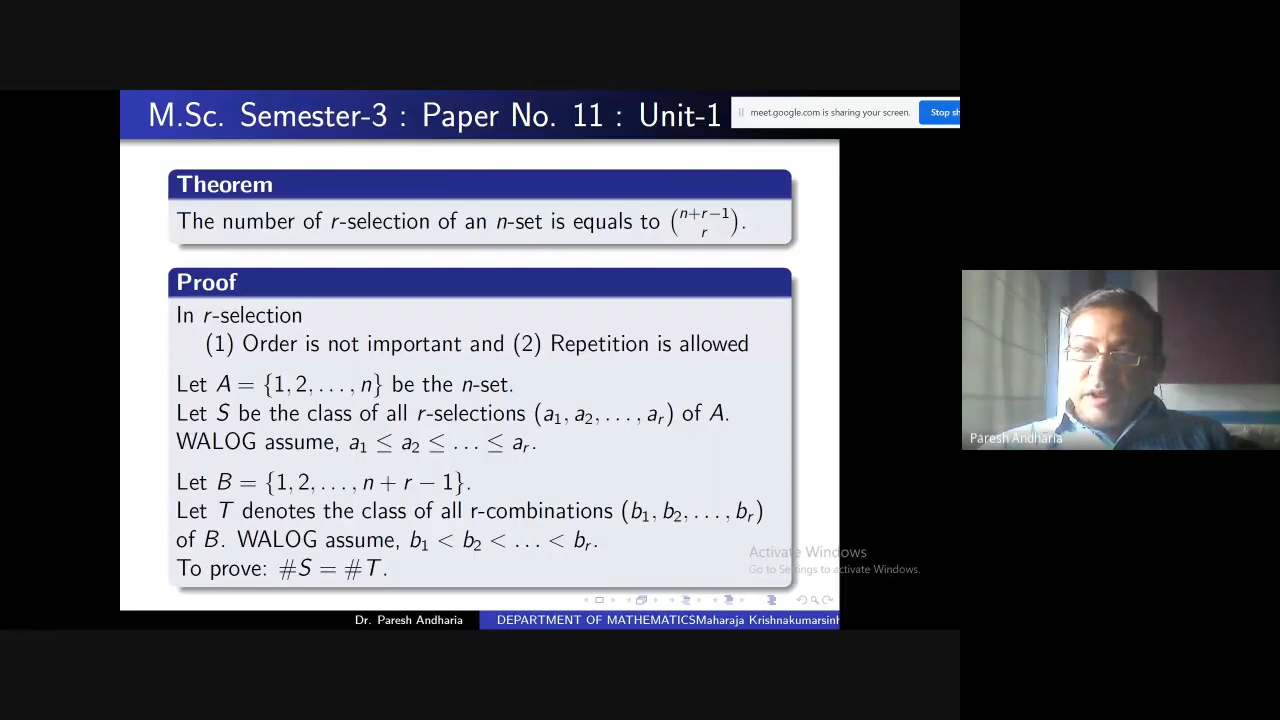 M.Sc. Semester-3 : Paper No. 11 : Unit-1
meet.google.com is sharing your screen.
Stop sh
Theorem
The number of r-selection of an n-set is equals to \binom{n+r−1}{r}.
Proof
In r-selection
(1) Order is not important and (2) Repetition is allowed
Let A = {1, 2, . . . , n} be the n-set.
Let S be the class of all r-selections (a₁, a₂, . . . , aᵣ) of A.
WALOG assume, a₁ ≤ a₂ ≤ . . . ≤ aᵣ.
Let B = {1, 2, . . . , n + r − 1}.
Let T denotes the class of all r-combinations (b₁, b₂, . . . , bᵣ)
of B. WALOG assume, b₁ < b₂ < . . . < bᵣ.
To prove: #S = #T.
Activate Windows
Go to Settings to activate Windows.
Dr. Paresh Andharia
DEPARTMENT OF MATHEMATICSMaharaja Krishnakumarsinh
Paresh Andharia